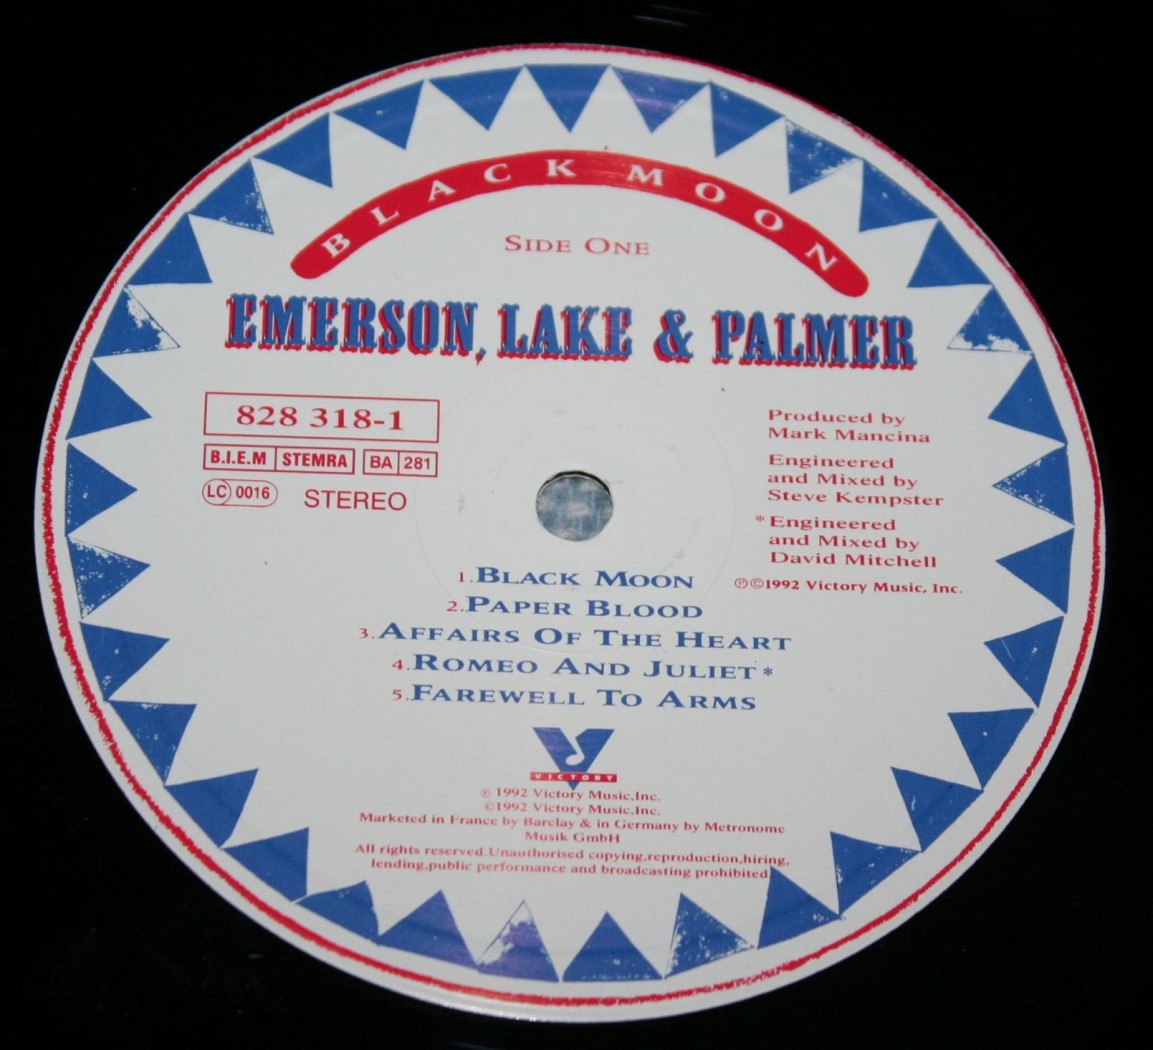 BLACK MOON
SIDE ONE
EMERSON, LAKE & PALMER
828 318-1
B.I.E.M STEMRA BA 281
LC 0016 STEREO
Produced by
Mark Mancina
Engineered
and Mixed by
Steve Kempster
* Engineered
and Mixed by
David Mitchell
℗©1992 Victory Music, Inc.
1. BLACK MOON
2. PAPER BLOOD
3. AFFAIRS OF THE HEART
4. ROMEO AND JULIET *
5. FAREWELL TO ARMS
VICTORY
℗ 1992 Victory Music,Inc.
©1992 Victory Music,Inc.
Marketed in France by Barclay & in Germany by Metronome
Musik GmbH
All rights reserved.Unauthorised copying,reproduction,hiring,
lending,public performance and broadcasting prohibited.